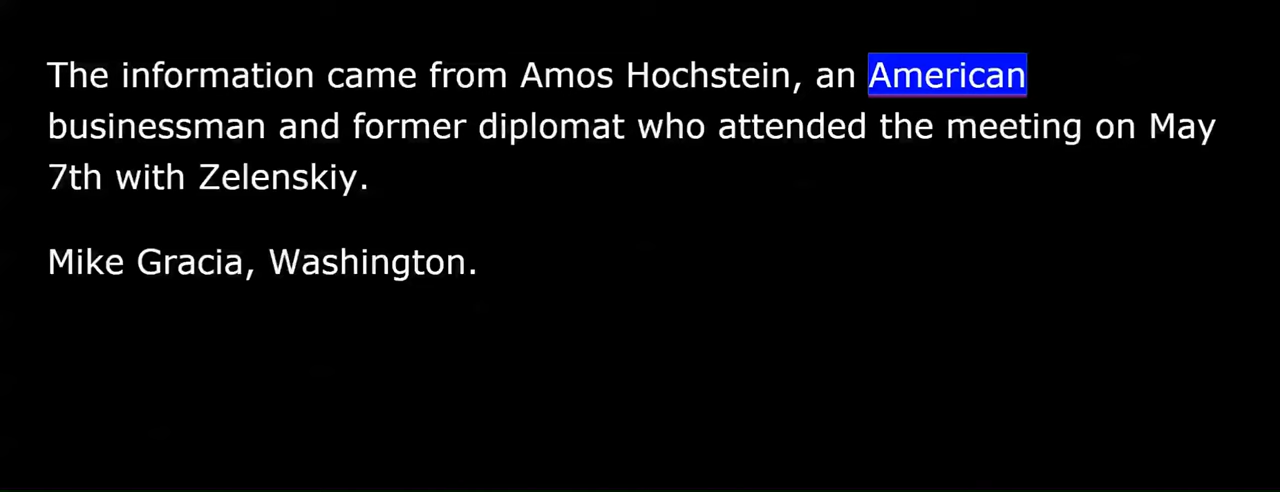 The information came from Amos Hochstein, an American
businessman and former diplomat who attended the meeting on May
7th with Zelenskiy.
Mike Gracia, Washington.